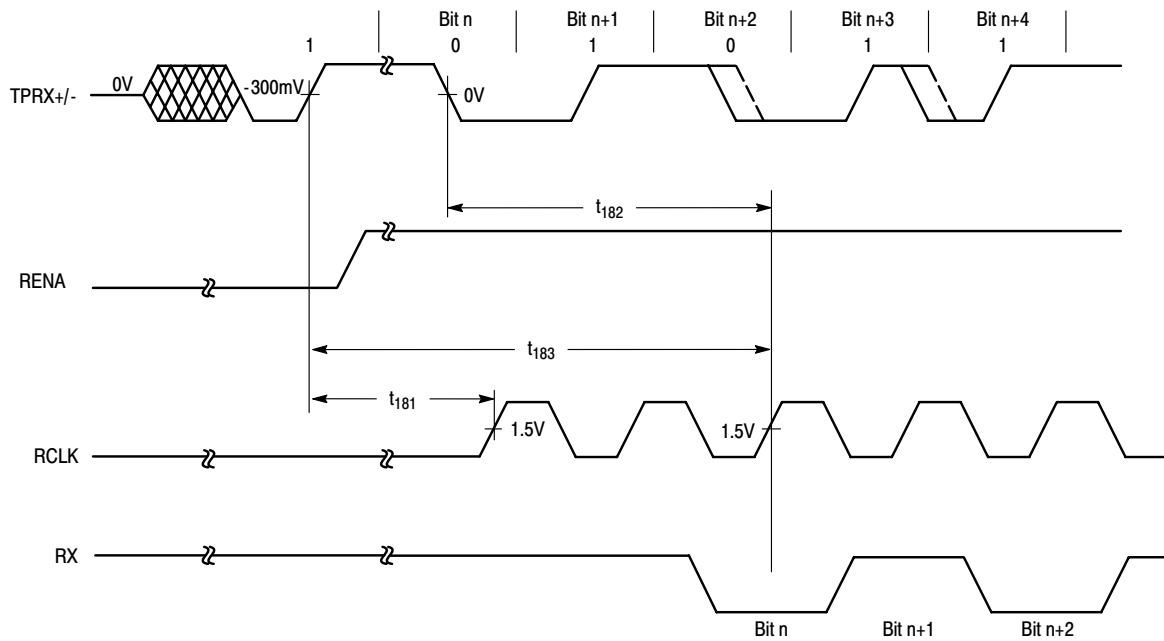 Bit n Bit n+1 Bit n+2 Bit n+3 Bit n+4
1 0 1 0 1 1
TPRX+/- 0V -300mV 0V
t182
RENA
t183
t181
RCLK 1.5V 1.5V
RX
Bit n Bit n+1 Bit n+2